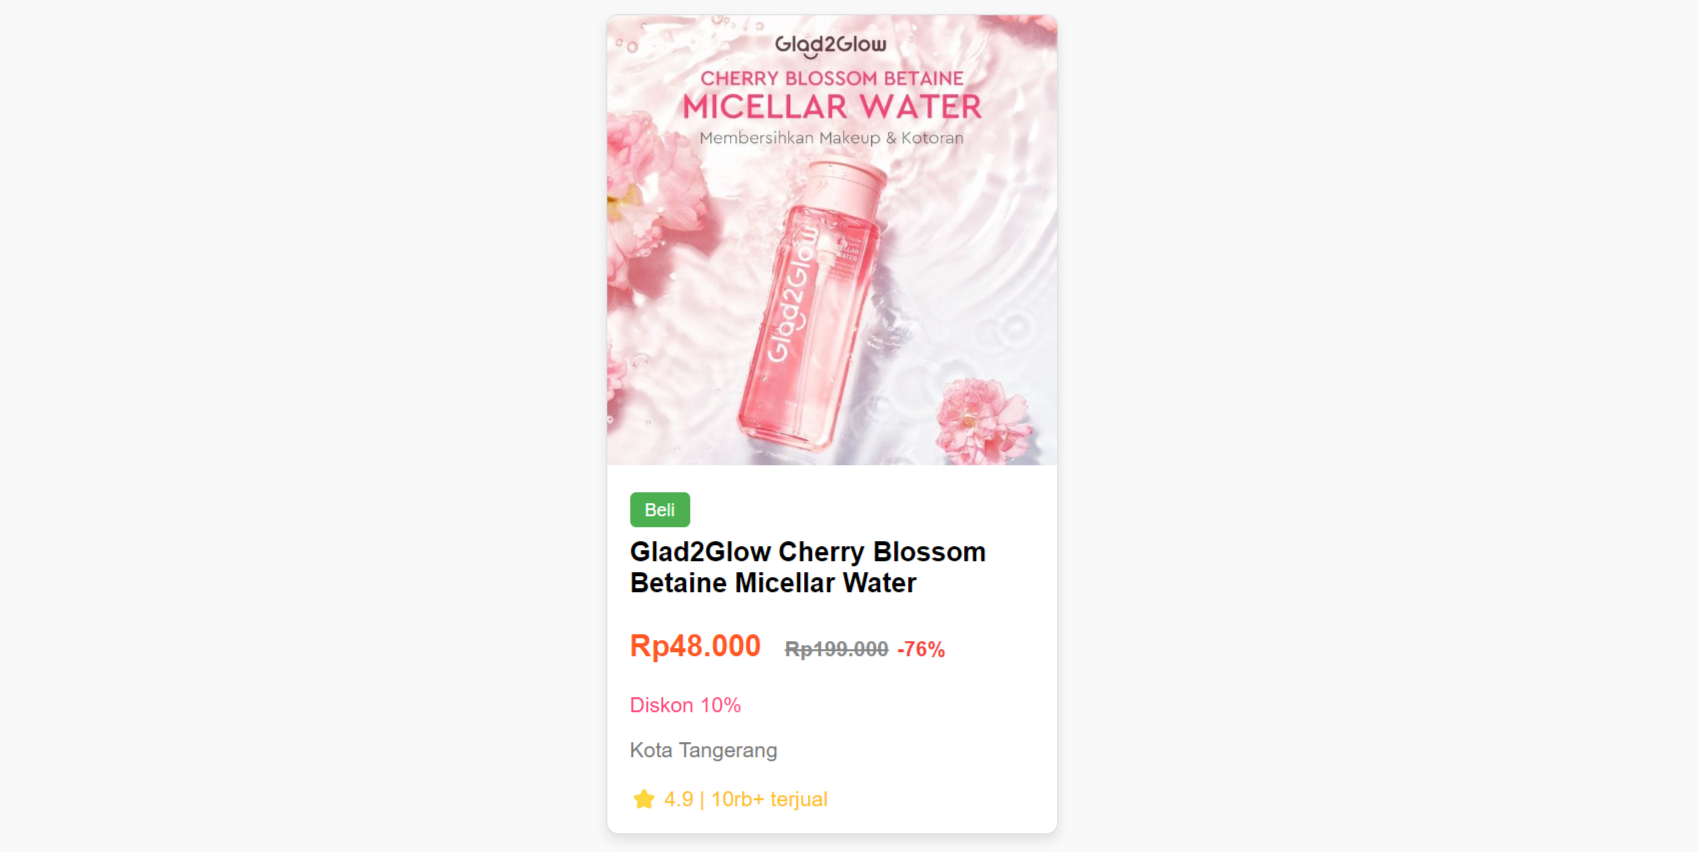 Glad2Glow
CHERRY BLOSSOM BETAINE
MICELLAR WATER
Membersihkan Makeup & Kotoran
Glad2Glow
Beli
Glad2Glow Cherry Blossom
Betaine Micellar Water
Rp48.000 Rp199.000 -76%
Diskon 10%
Kota Tangerang
4.9 | 10rb+ terjual